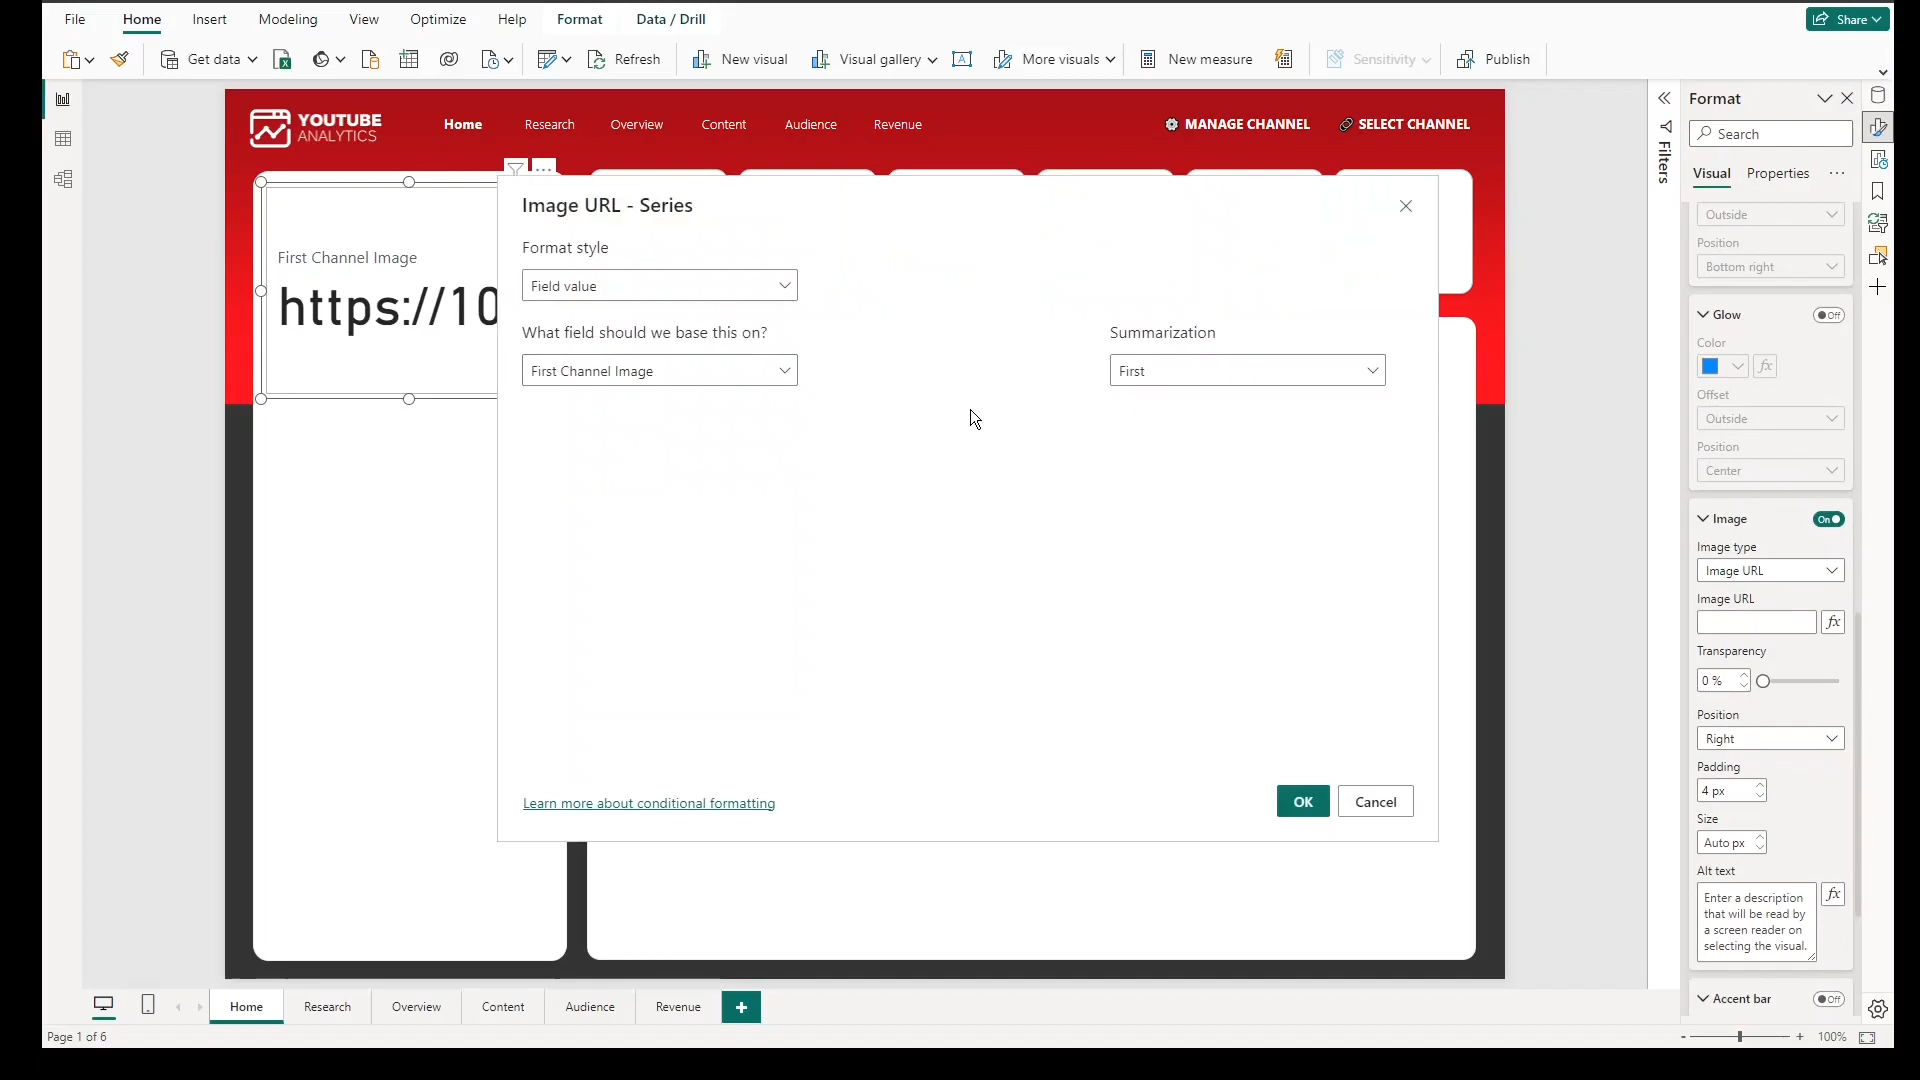 File Home Insert Modeling View Optimize Help Format Data / Drill Share
Get data Refresh New visual Visual gallery More visuals New measure Sensitivity Publish
YOUTUBE
ANALYTICS
Home Research Overview Content Audience Revenue MANAGE CHANNEL SELECT CHANNEL
First Channel Image
https://10
Image URL - Series
Format style
Field value
What field should we base this on? Summarization
First Channel Image First
Learn more about conditional formatting OK Cancel
Filters
Format
Search
Visual Properties
Outside
Position
Bottom right
Glow Off
Color
fx
Offset
Outside
Position
Center
Image On
Image type
Image URL
Image URL
fx
Transparency
0 %
Position
Right
Padding
4 px
Size
Auto px
Alt text
Enter a description fx
that will be read by
a screen reader on
selecting the visual.
Accent bar Off
Home Research Overview Content Audience Revenue +
Page 1 of 6 - + 100%